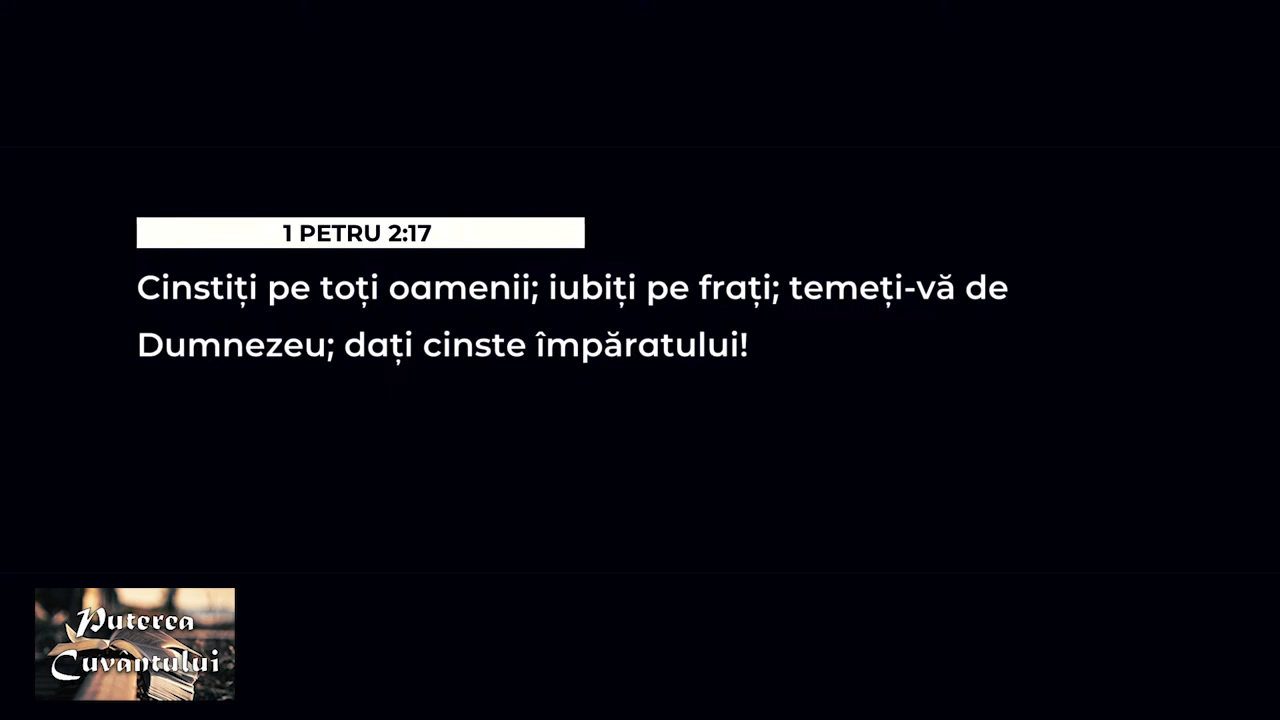 1 PETRU 2:17
Cinstiți pe toți oamenii; iubiți pe frați; temeți-vă de
Dumnezeu; dați cinste împăratului!
Puterea
Cuvântului